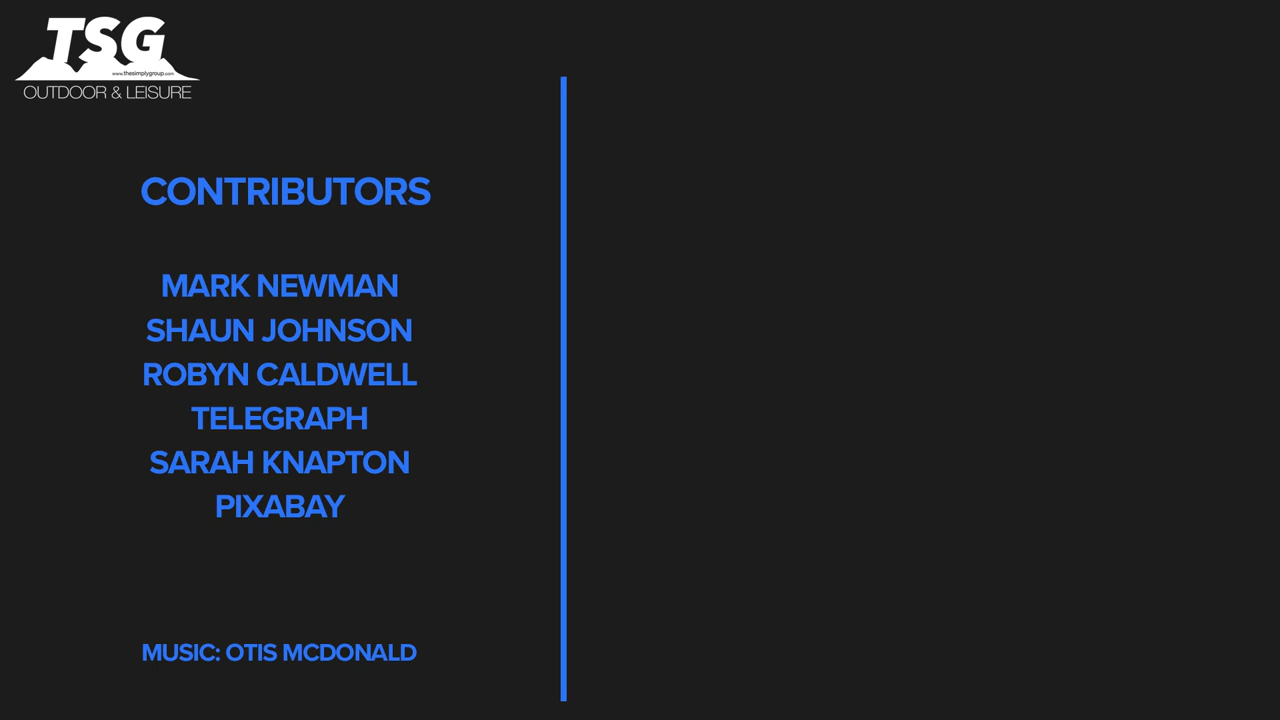 TSG
www.thesimplygroup.com
OUTDOOR & LEISURE
CONTRIBUTORS
MARK NEWMAN
SHAUN JOHNSON
ROBYN CALDWELL
TELEGRAPH
SARAH KNAPTON
PIXABAY
MUSIC: OTIS MCDONALD